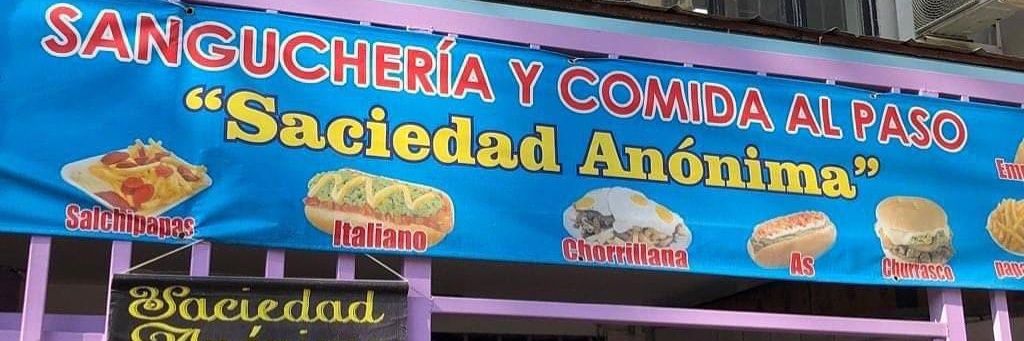 SANGUCHERÍA Y COMIDA AL PASO
“Saciedad Anónima”
Salchipapas
Italiano
Chorrillana
As
Churrasco
Saciedad